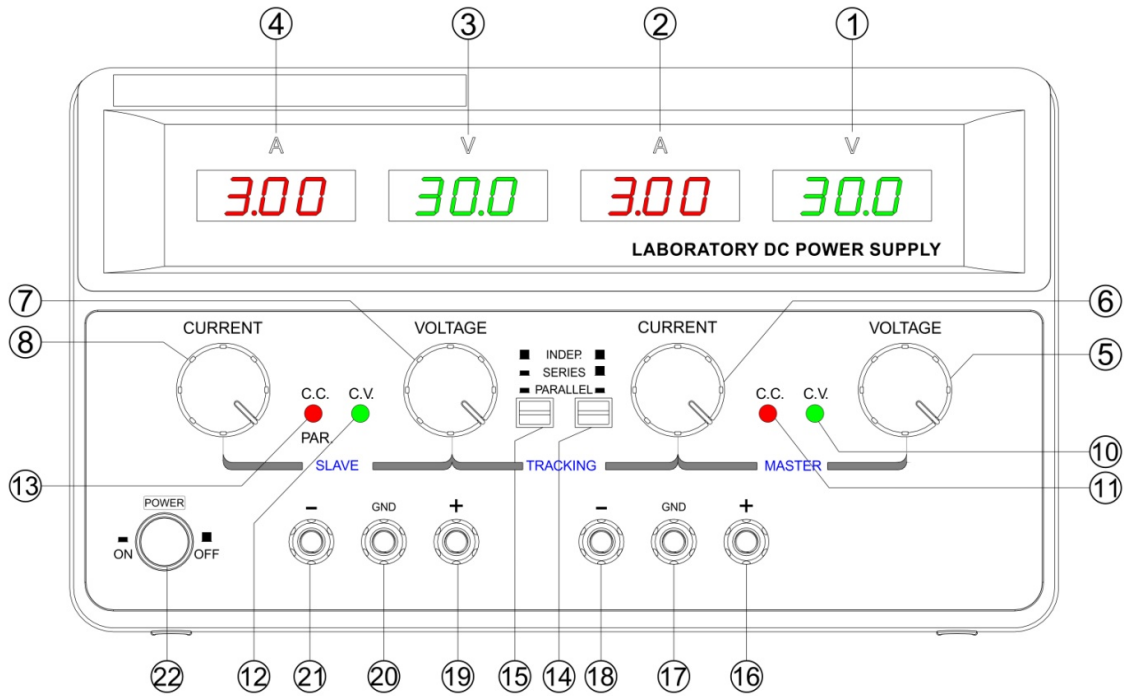 ④ ③ ② ①
A V A V
3.00 30.0 3.00 30.0
LABORATORY DC POWER SUPPLY
⑦ ⑥
CURRENT VOLTAGE CURRENT VOLTAGE
⑧ ⑤
INDEP.
SERIES
PARALLEL
C.C. C.V. C.C. C.V.
PAR.
⑩
SLAVE TRACKING MASTER
⑬ ⑪
POWER
ON OFF
- GND + - GND +
㉒ ⑫ ㉑ ⑳ ⑲ ⑮ ⑭ ⑱ ⑰ ⑯